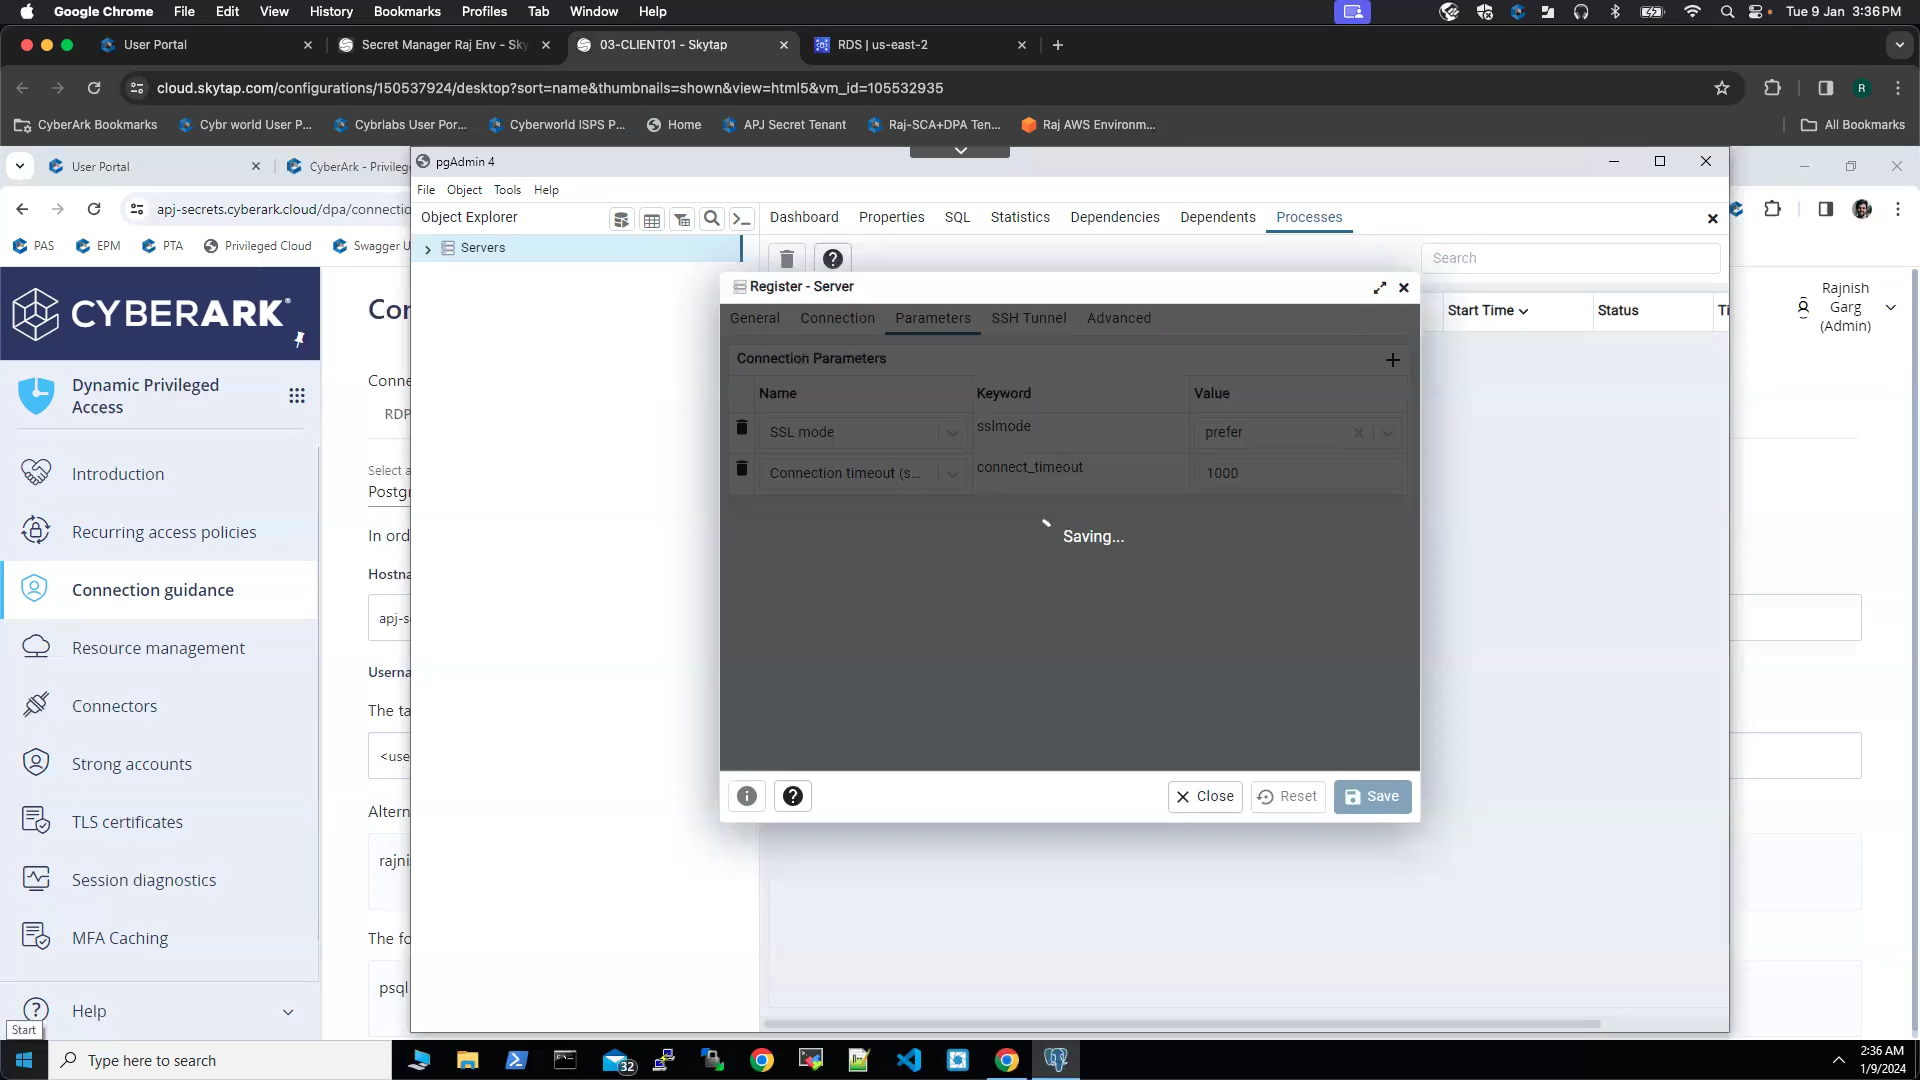 Google Chrome File Edit View History Bookmarks Profiles Tab Window Help
Tue 9 Jan 3:36 PM
User Portal
Secret Manager Raj Env - Sky
03-CLIENT01 - Skytap
RDS | us-east-2
cloud.skytap.com/configurations/150537924/desktop?sort=name&thumbnails=shown&view=html5&vm_id=105532935
R
CyberArk Bookmarks
Cybr world User P...
Cybrlabs User Por...
Cyberworld ISPS P...
Home
APJ Secret Tenant
Raj-SCA+DPA Ten...
Raj AWS Environm...
All Bookmarks
User Portal
CyberArk - Privileg
pgAdmin 4
apj-secrets.cyberark.cloud/dpa/connectio
File Object Tools Help
PAS
EPM
PTA
Privileged Cloud
Swagger U
Object Explorer
Dashboard Properties SQL Statistics Dependencies Dependents Processes
Servers
Search
CYBERARK®
Con
Register - Server
Start Time
Status
Ti
Rajnish
Garg
(Admin)
General Connection Parameters SSH Tunnel Advanced
Connection Parameters
Name Keyword Value
SSL mode sslmode prefer
Connection timeout (s... connect_timeout 1000
Saving...
Close
Reset
Save
Dynamic Privileged
Access
Introduction
Recurring access policies
Connection guidance
Resource management
Connectors
Strong accounts
TLS certificates
Session diagnostics
MFA Caching
Help
Start
Conne
RDP
Select a
Postgr
In ord
Hostna
apj-s
Userna
The ta
<use
Altern
rajni
The fo
psql
Type here to search
32
2:36 AM
1/9/2024